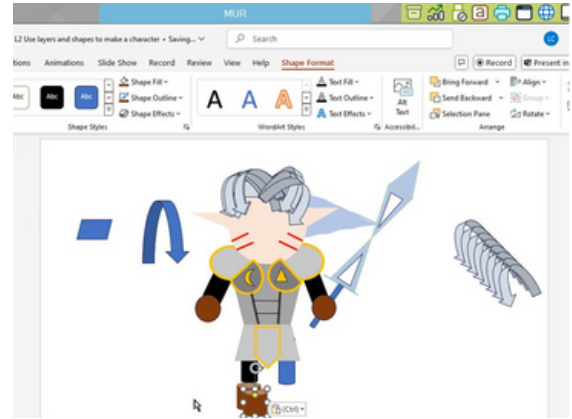 MUR
L2 Use layers and shapes to make a character • Saving...
Search
tions Animations Slide Show Record Review View Help Shape Format
Record Present in
Abc Abc Abc
Shape Fill
Shape Outline
Shape Effects
Shape Styles
A A A
Text Fill
Text Outline
Text Effects
WordArt Styles
Alt
Text
Accessibil...
Bring Forward
Send Backward
Selection Pane
Align
Group
Rotate
Arrange
(Ctrl)